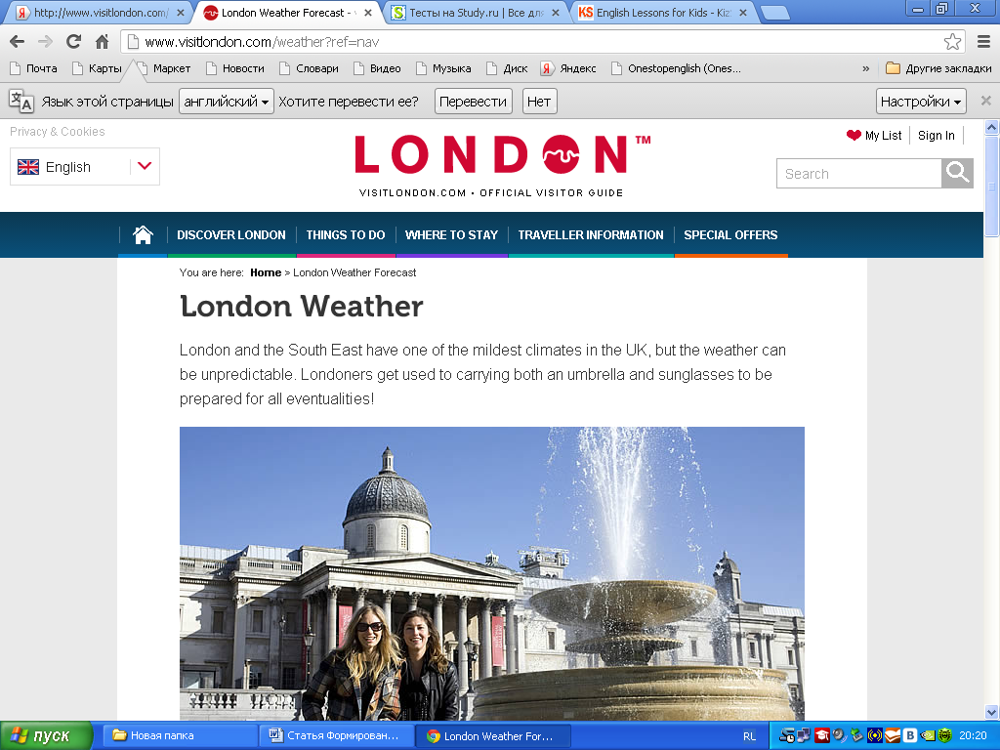 http://www.visitlondon.com/
London Weather Forecast -
Тесты на Study.ru | Все дл
English Lessons for Kids - Kiz
www.visitlondon.com/weather?ref=nav
Почта Карты Маркет Новости Словари Видео Музыка Диск Яндекс Onestopenglish (Ones... » Другие закладки
Язык этой страницы английский Хотите перевести ее? Перевести Нет Настройки
Privacy & Cookies
My List Sign In
English
LONDON™
Search
VISITLONDON.COM • OFFICIAL VISITOR GUIDE
DISCOVER LONDON THINGS TO DO WHERE TO STAY TRAVELLER INFORMATION SPECIAL OFFERS
You are here: Home > London Weather Forecast
London Weather
London and the South East have one of the mildest climates in the UK, but the weather can
be unpredictable. Londoners get used to carrying both an umbrella and sunglasses to be
prepared for all eventualities!
пуск Новая папка Статья Формирован... London Weather For... RL 20:20